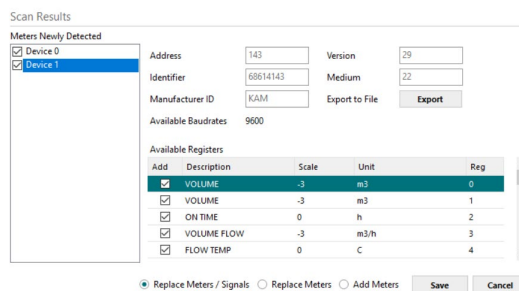 Scan Results
Meters Newly Detected
Device 0
Device 1
Address 143 Version 29
Identifier 68614143 Medium 22
Manufacturer ID KAM Export to File Export
Available Baudrates 9600
Available Registers
Add Description Scale Unit Reg
VOLUME -3 m3 0
VOLUME -3 m3 1
ON TIME 0 h 2
VOLUME FLOW -3 m3/h 3
FLOW TEMP 0 C 4
Replace Meters / Signals Replace Meters Add Meters Save Cancel